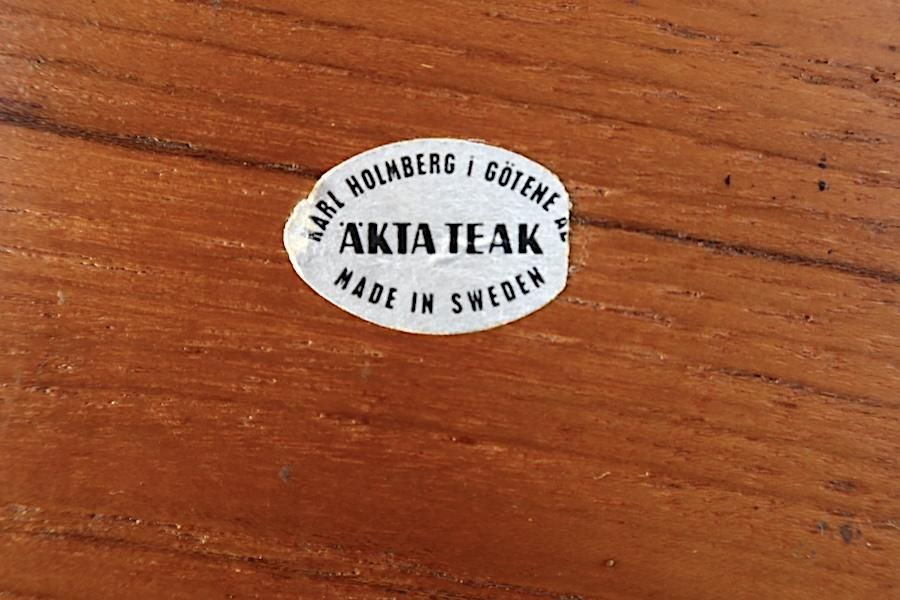 KARL HOLMBERG i GÖTENE AB
ÄKTA TEAK
MADE IN SWEDEN